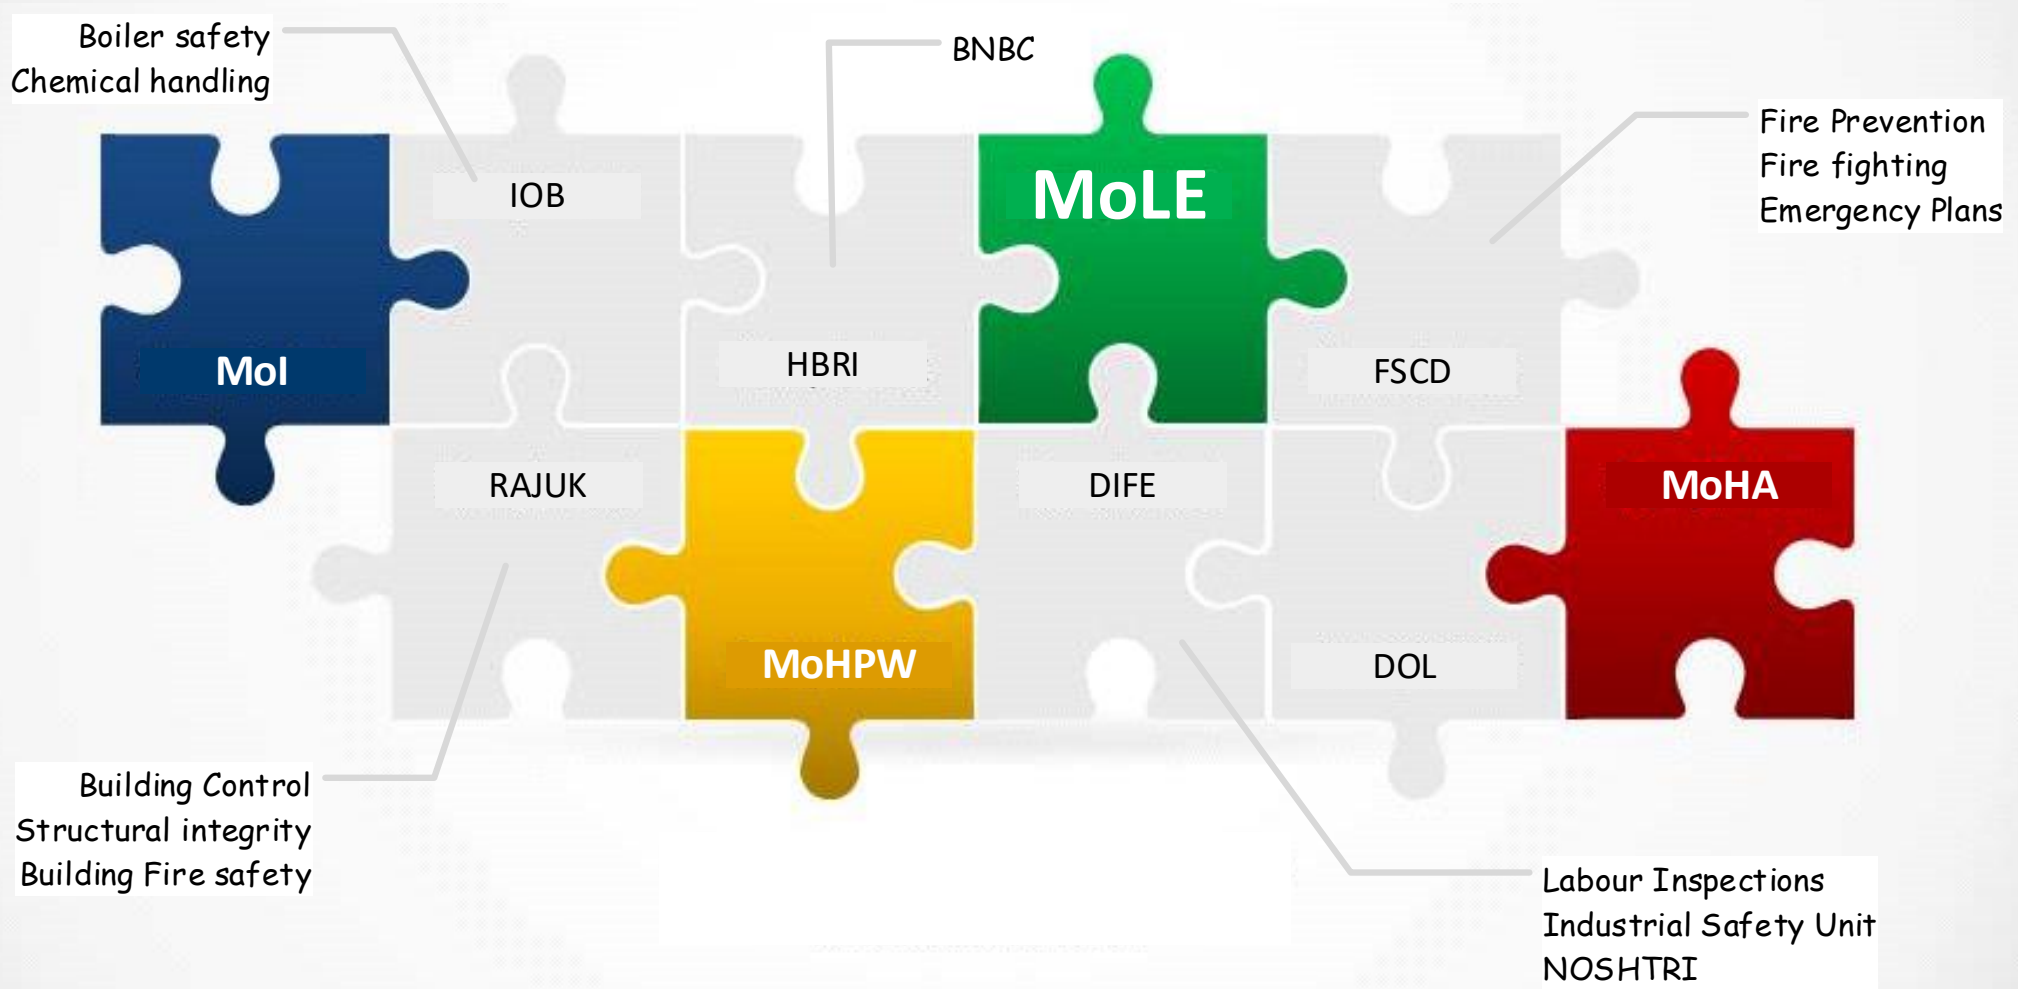 Boiler safety
Chemical handling
BNBC
Fire Prevention
Fire fighting
Emergency Plans
MoI
IOB
HBRI
MoLE
FSCD
RAJUK
MoHPW
DIFE
DOL
MoHA
Building Control
Structural integrity
Building Fire safety
Labour Inspections
Industrial Safety Unit
NOSHTRI